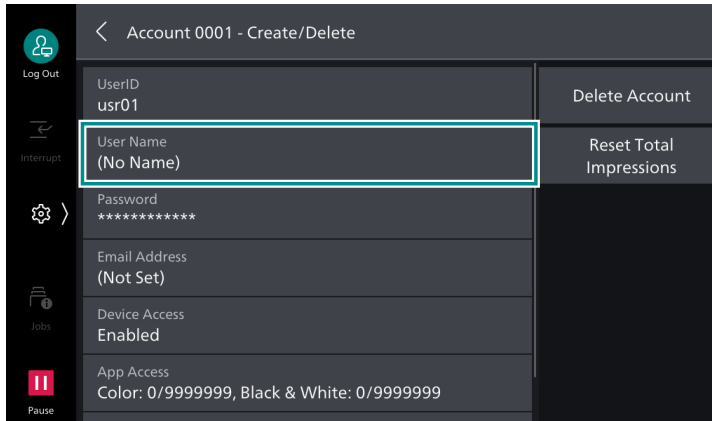 Account 0001 - Create/Delete
Log Out
Interrupt
Jobs
Pause
UserID
usr01
User Name
(No Name)
Password
************
Email Address
(Not Set)
Device Access
Enabled
App Access
Color: 0/9999999, Black & White: 0/9999999
Delete Account
Reset Total
Impressions